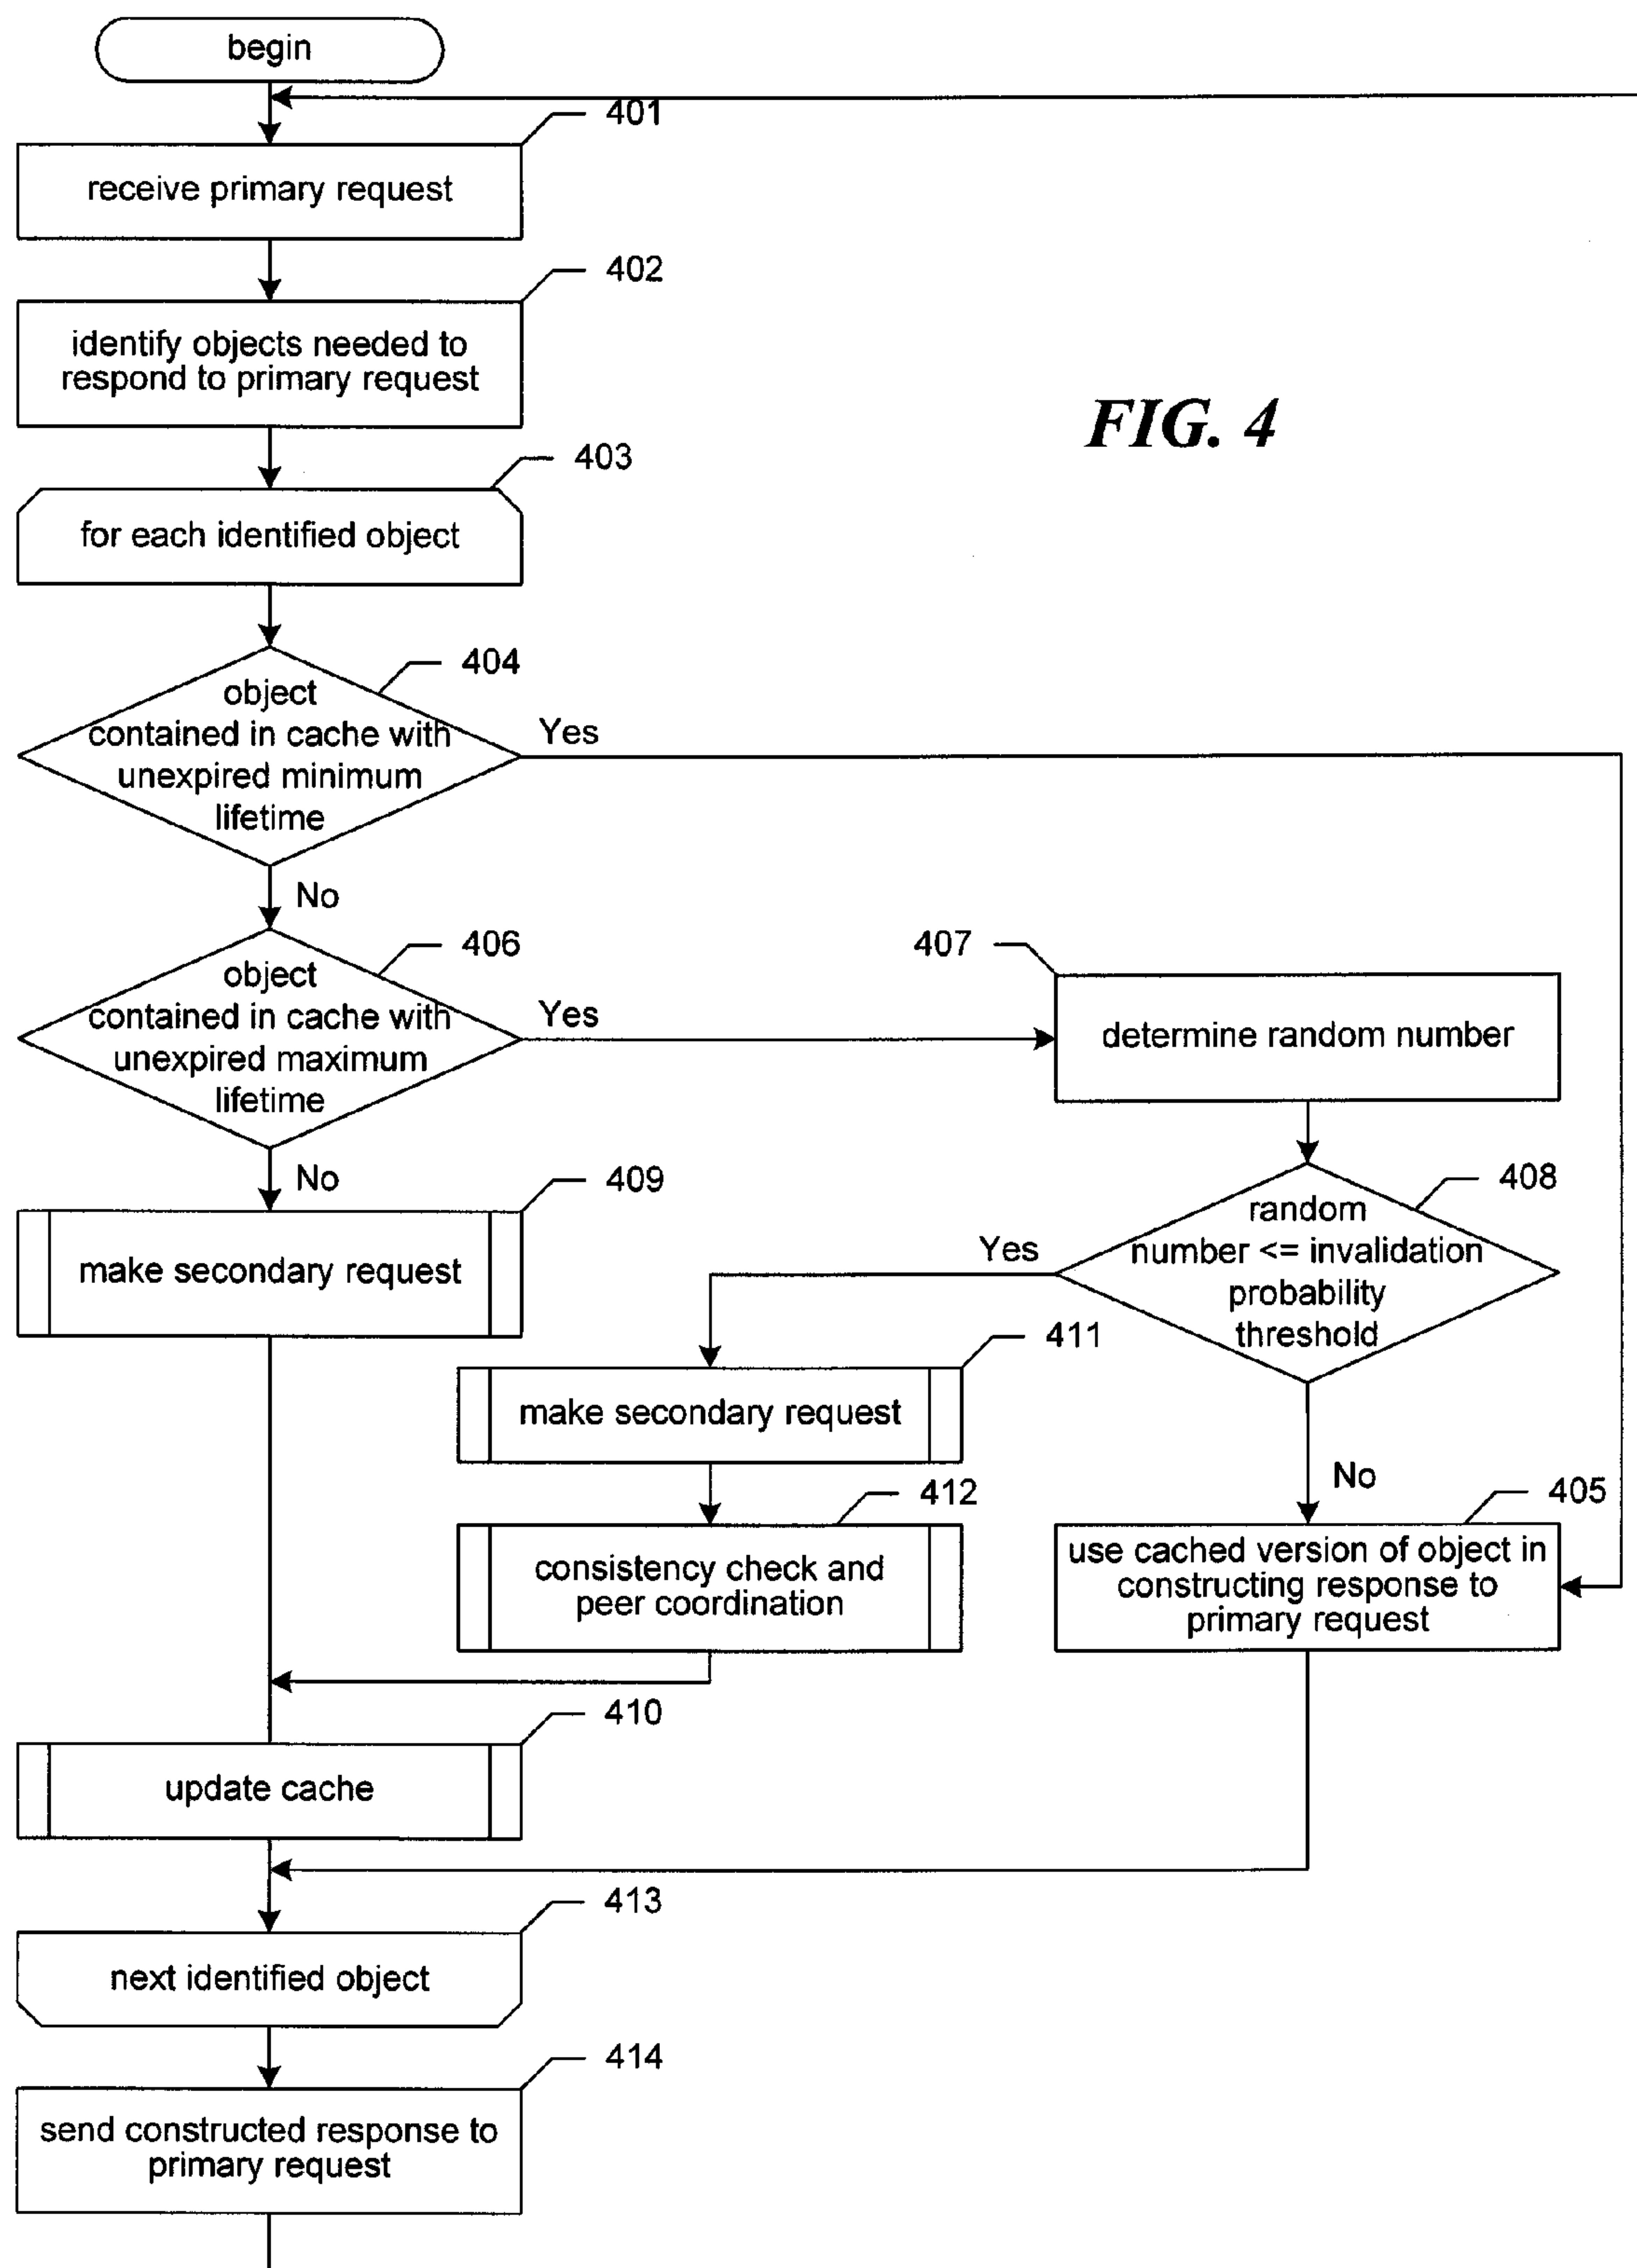 begin
401
receive primary request
402
identify objects needed to
respond to primary request
FIG. 4
403
for each identified object
404
object
contained in cache with
unexpired minimum
lifetime
Yes
No
406
object
contained in cache with
unexpired maximum
lifetime
Yes
407
determine random number
No
409
make secondary request
408
random
number <= invalidation
probability
threshold
Yes
411
make secondary request
No
412
consistency check and
peer coordination
405
use cached version of object in
constructing response to
primary request
410
update cache
413
next identified object
414
send constructed response to
primary request